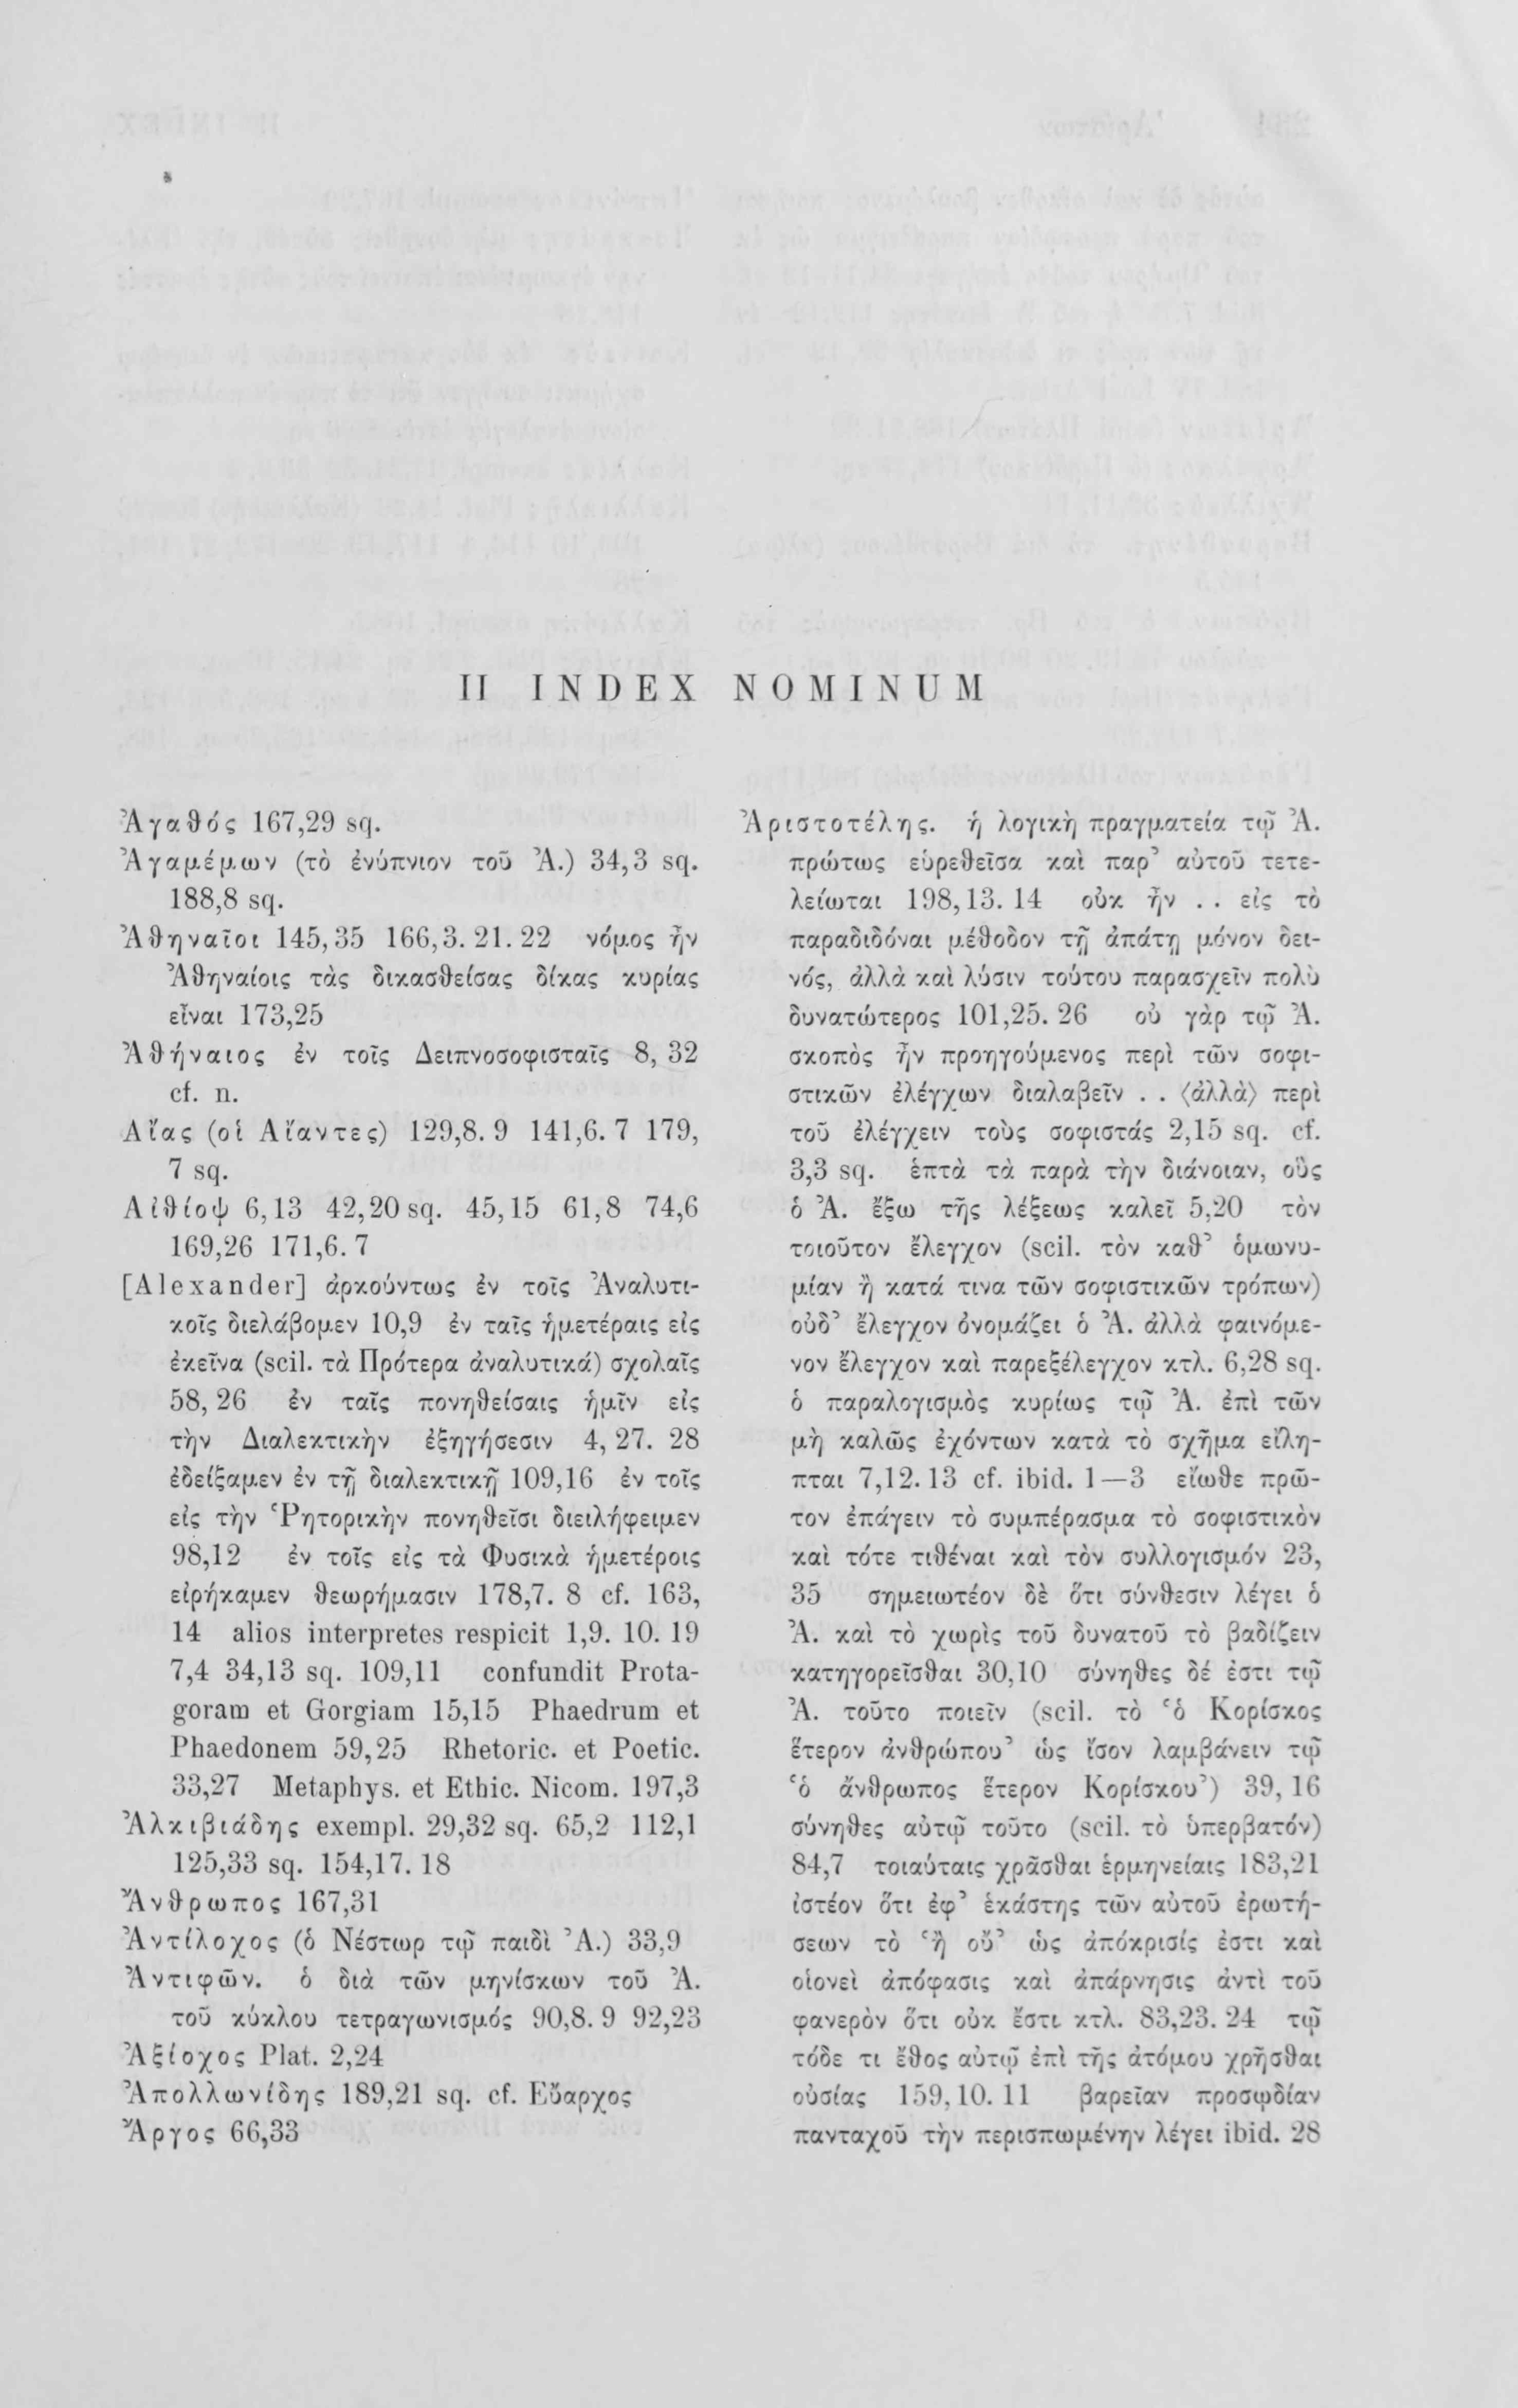 II INDEX NOMINUM
Ἀγαθός 167,29 sq.
Ἀγαμέμων (τὸ ἐνύπνιον τοῦ Ἀ.) 34,3 sq.
188,8 sq.
Ἀθηναῖοι 145,35 166,3. 21. 22 νόμος ἦν
Ἀθηναίοις τὰς δικασθείσας δίκας κυρίας
εἶναι 173,25
Ἀθήναιος ἐν τοῖς Δειπνοσοφισταῖς 8, 32
cf. n.
Αἴας (οἱ Αἴαντες) 129,8. 9 141,6. 7 179,
7 sq.
Αἰθίοψ 6,13 42,20 sq. 45,15 61,8 74,6
169,26 171,6. 7
[Alexander] ἀρκούντως ἐν τοῖς Ἀναλυτι-
κοῖς διελάβομεν 10,9 ἐν ταῖς ἡμετέραις εἰς
ἐκεῖνα (scil. τὰ Πρότερα ἀναλυτικά) σχολαῖς
58, 26 ἐν ταῖς πονηθείσαις ἡμῖν εἰς
τὴν Διαλεκτικὴν ἐξηγήσεσιν 4, 27. 28
ἐδείξαμεν ἐν τῇ διαλεκτικῇ 109,16 ἐν τοῖς
εἰς τὴν Ῥητορικὴν πονηθεῖσι διειλήφειμεν
98,12 ἐν τοῖς εἰς τὰ Φυσικὰ ἡμετέροις
εἰρήκαμεν θεωρήμασιν 178,7. 8 cf. 163,
14 alios interpretes respicit 1,9. 10. 19
7,4 34,13 sq. 109,11 confundit Prota-
goram et Gorgiam 15,15 Phaedrum et
Phaedonem 59,25 Rhetoric. et Poetic.
33,27 Metaphys. et Ethic. Nicom. 197,3
Ἀλκιβιάδης exempl. 29,32 sq. 65,2 112,1
125,33 sq. 154,17. 18
Ἄνθρωπος 167,31
Ἀντίλοχος (ὁ Νέστωρ τῷ παιδὶ Ἀ.) 33,9
Ἀντιφῶν. ὁ διὰ τῶν μηνίσκων τοῦ Ἀ.
τοῦ κύκλου τετραγωνισμός 90,8. 9 92,23
Ἀξίοχος Plat. 2,24
Ἀπολλωνίδης 189,21 sq. cf. Εὔαρχος
Ἄργος 66,33
Ἀριστοτέλης. ἡ λογικὴ πραγματεία τῷ Ἀ.
πρώτως εὑρεθεῖσα καὶ παρ’ αὐτοῦ τετε-
λείωται 198,13. 14 οὐκ ἦν . . εἰς τὸ
παραδιδόναι μέθοδον τῇ ἀπάτῃ μόνον δει-
νός, ἀλλὰ καὶ λύσιν τούτου παρασχεῖν πολὺ
δυνατώτερος 101,25. 26 οὐ γὰρ τῷ Ἀ.
σκοπὸς ἦν προηγούμενος περὶ τῶν σοφι-
στικῶν ἐλέγχων διαλαβεῖν . . ⟨ἀλλὰ⟩ περὶ
τοῦ ἐλέγχειν τοὺς σοφιστάς 2,15 sq. cf.
3,3 sq. ἑπτὰ τὰ παρὰ τὴν διάνοιαν, οὓς
ὁ Ἀ. ἔξω τῆς λέξεως καλεῖ 5,20 τὸν
τοιοῦτον ἔλεγχον (scil. τὸν καθ’ ὁμωνυ-
μίαν ἢ κατά τινα τῶν σοφιστικῶν τρόπων)
οὐδ’ ἔλεγχον ὀνομάζει ὁ Ἀ. ἀλλὰ φαινόμε-
νον ἔλεγχον καὶ παρεξέλεγχον κτλ. 6,28 sq.
ὁ παραλογισμὸς κυρίως τῷ Ἀ. ἐπὶ τῶν
μὴ καλῶς ἐχόντων κατὰ τὸ σχῆμα εἴλη-
πται 7,12. 13 cf. ibid. 1—3 εἴωθε πρῶ-
τον ἐπάγειν τὸ συμπέρασμα τὸ σοφιστικὸν
καὶ τότε τιθέναι καὶ τὸν συλλογισμόν 23,
35 σημειωτέον δὲ ὅτι σύνθεσιν λέγει ὁ
Ἀ. καὶ τὸ χωρὶς τοῦ δυνατοῦ τὸ βαδίζειν
κατηγορεῖσθαι 30,10 σύνηθες δέ ἐστι τῷ
Ἀ. τοῦτο ποιεῖν (scil. τὸ ‘ὁ Κορίσκος
ἕτερον ἀνθρώπου’ ὡς ἴσον λαμβάνειν τῷ
‘ὁ ἄνθρωπος ἕτερον Κορίσκου’) 39, 16
σύνηθες αὐτῷ τοῦτο (scil. τὸ ὑπερβατόν)
84,7 τοιαύταις χρᾶσθαι ἑρμηνείαις 183,21
ἰστέον ὅτι ἐφ’ ἑκάστης τῶν αὐτοῦ ἐρωτή-
σεων τὸ ‘ἢ οὔ’ ὡς ἀπόκρισίς ἐστι καὶ
οἱονεὶ ἀπόφασις καὶ ἀπάρνησις ἀντὶ τοῦ
φανερὸν ὅτι οὐκ ἔστι κτλ. 83,23. 24 τῷ
τόδε τι ἔθος αὐτῷ ἐπὶ τῆς ἀτόμου χρῆσθαι
οὐσίας 159,10. 11 βαρεῖαν προσῳδίαν
πανταχοῦ τὴν περισπωμένην λέγει ibid. 28